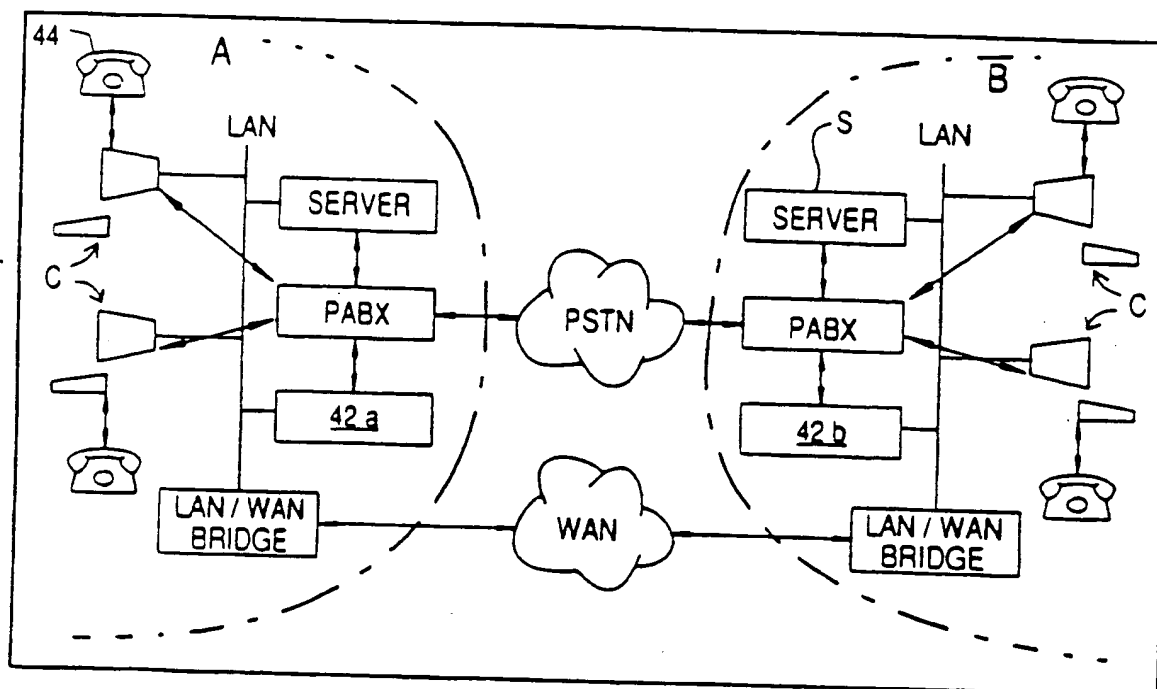 44
A
B
LAN
S
LAN
SERVER
SERVER
C
PABX
PSTN
PABX
C
42 a
42 b
LAN / WAN
BRIDGE
WAN
LAN / WAN
BRIDGE